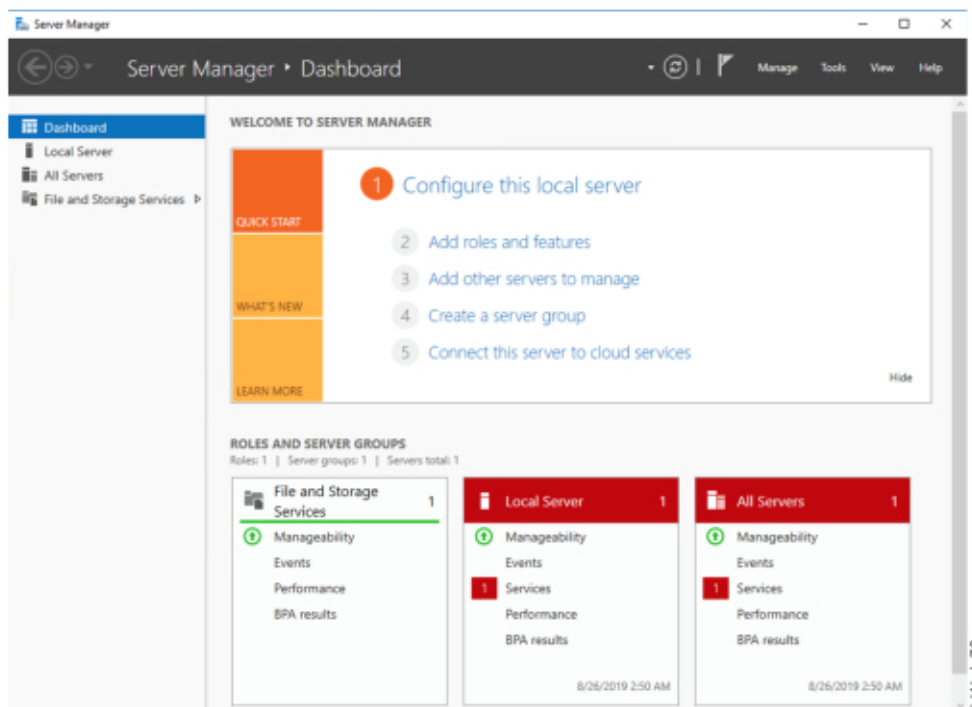 Server Manager
Server Manager • Dashboard
Manage Tools View Help
Dashboard
Local Server
All Servers
File and Storage Services
WELCOME TO SERVER MANAGER
QUICK START
WHAT'S NEW
LEARN MORE
1 Configure this local server
2 Add roles and features
3 Add other servers to manage
4 Create a server group
5 Connect this server to cloud services
Hide
ROLES AND SERVER GROUPS
Roles: 1 | Server groups: 1 | Servers total: 1
File and Storage
Services 1
Manageability
Events
Performance
BPA results
Local Server 1
Manageability
Events
1 Services
Performance
BPA results
8/26/2019 2:50 AM
All Servers 1
Manageability
Events
1 Services
Performance
BPA results
8/26/2019 2:50 AM